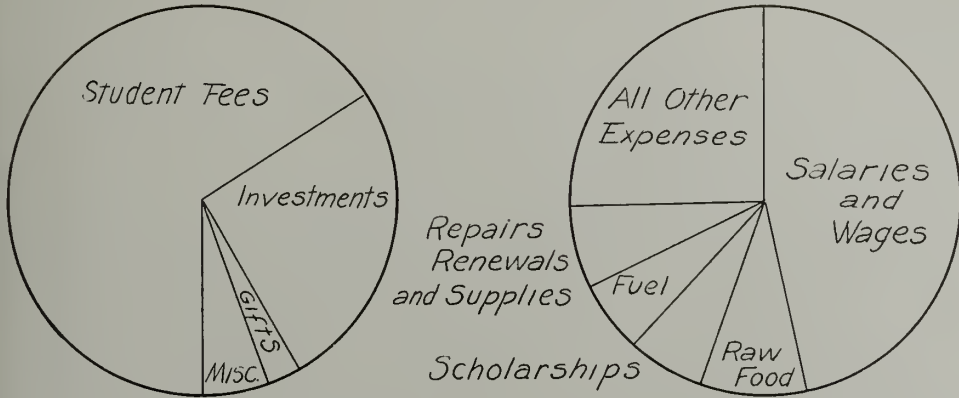 Student Fees
Investments
Gifts
Misc.
All Other
Expenses
Salaries
and
Wages
Repairs
Renewals
and Supplies
Fuel
Scholarships
Raw
Food